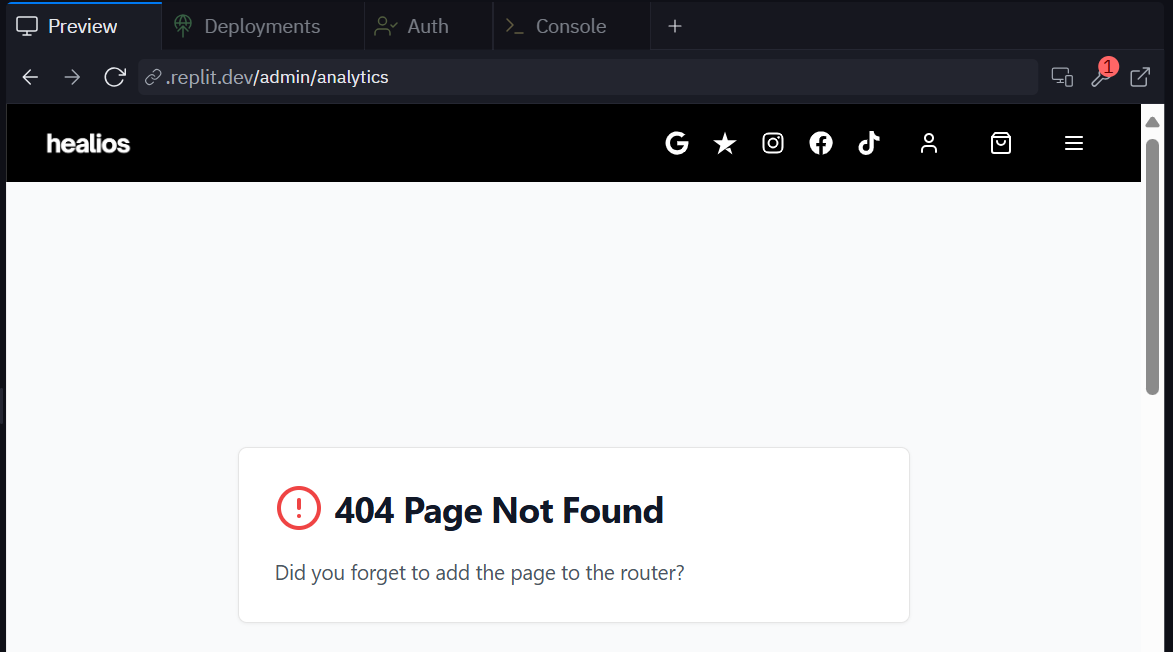 Preview
Deployments
Auth
Console
.replit.dev/admin/analytics
1
healios
404 Page Not Found
Did you forget to add the page to the router?